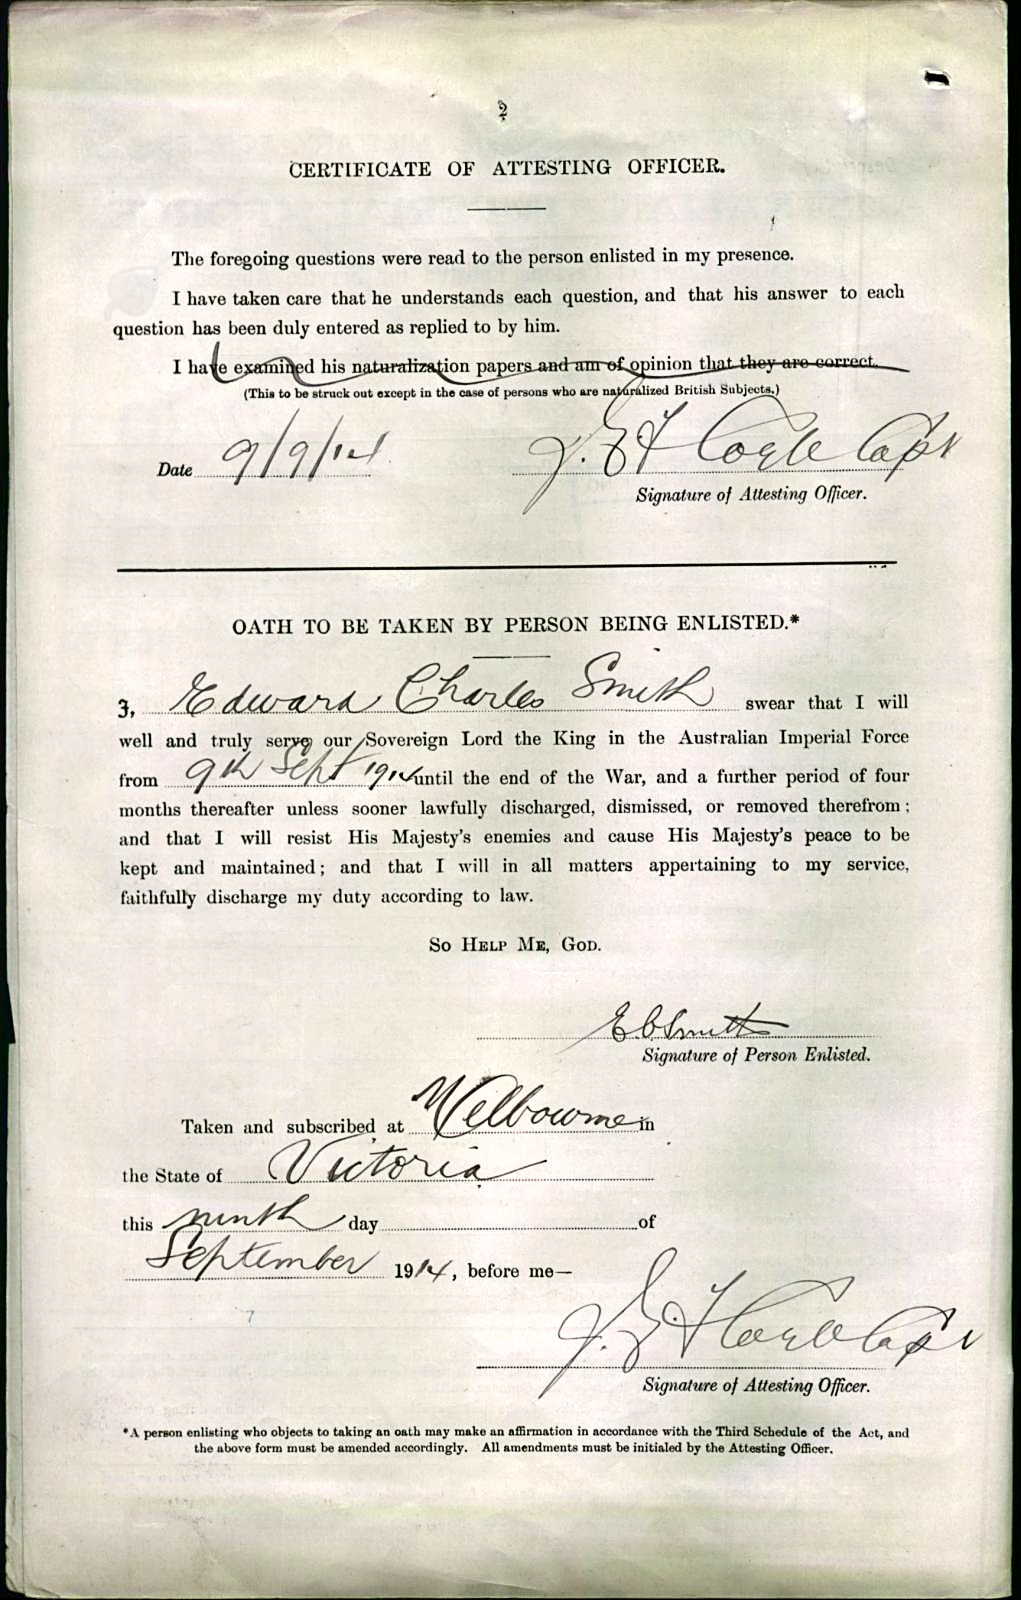 2
CERTIFICATE OF ATTESTING OFFICER.
The foregoing questions were read to the person enlisted in my presence.
I have taken care that he understands each question, and that his answer to each
question has been duly entered as replied to by him.
I have examined his naturalization papers and am of opinion that they are correct.
(This to be struck out except in the case of persons who are naturalized British Subjects.)
Date 9/9/14 J. E. F. Coyle Capt
Signature of Attesting Officer.
OATH TO BE TAKEN BY PERSON BEING ENLISTED.*
I, Edward Charles Smith swear that I will
well and truly serve our Sovereign Lord the King in the Australian Imperial Force
from 9th Sept 1914 until the end of the War, and a further period of four
months thereafter unless sooner lawfully discharged, dismissed, or removed therefrom;
and that I will resist His Majesty's enemies and cause His Majesty's peace to be
kept and maintained; and that I will in all matters appertaining to my service,
faithfully discharge my duty according to law.
So Help Me, God.
E. C. Smith
Signature of Person Enlisted.
Taken and subscribed at Melbourne in
the State of Victoria
this ninth day of
September 1914, before me—
J. E. F. Coyle Capt
Signature of Attesting Officer.
*A person enlisting who objects to taking an oath may make an affirmation in accordance with the Third Schedule of the Act, and
the above form must be amended accordingly. All amendments must be initialed by the Attesting Officer.